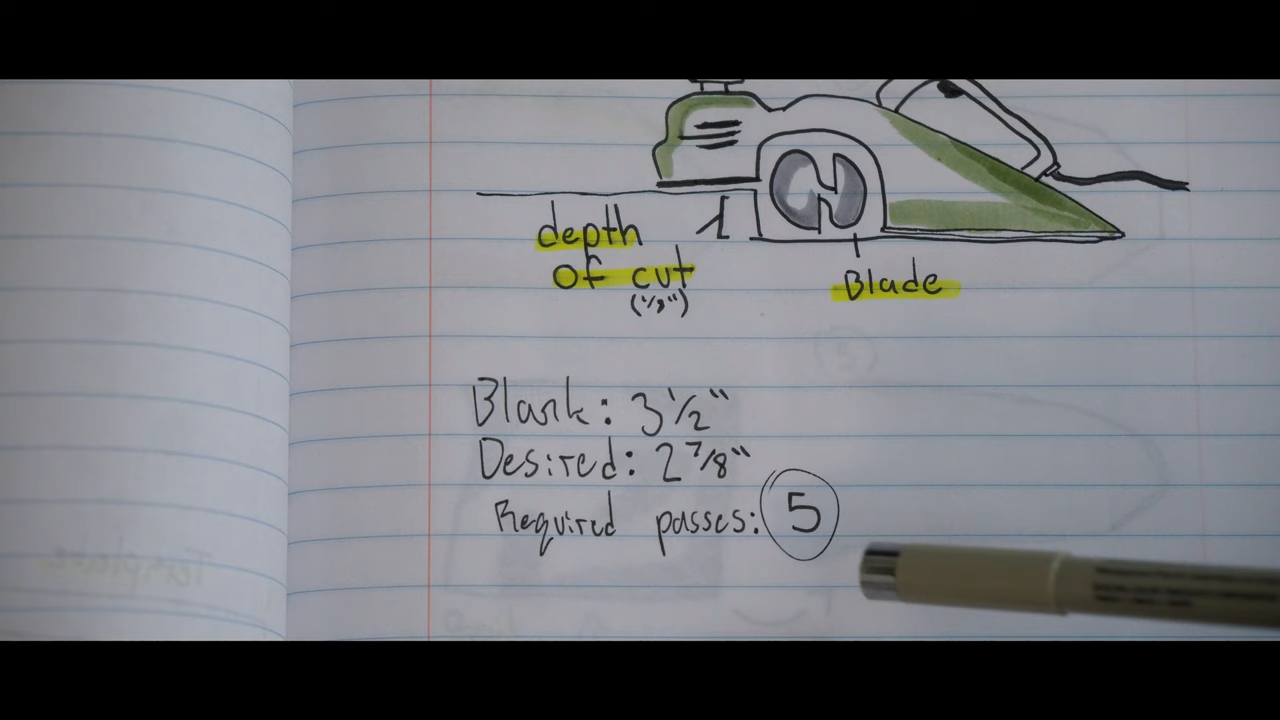 depth
of cut
(1/8")
Blade
Blank: 3 1/2"
Desired: 2 7/8"
Required passes: 5